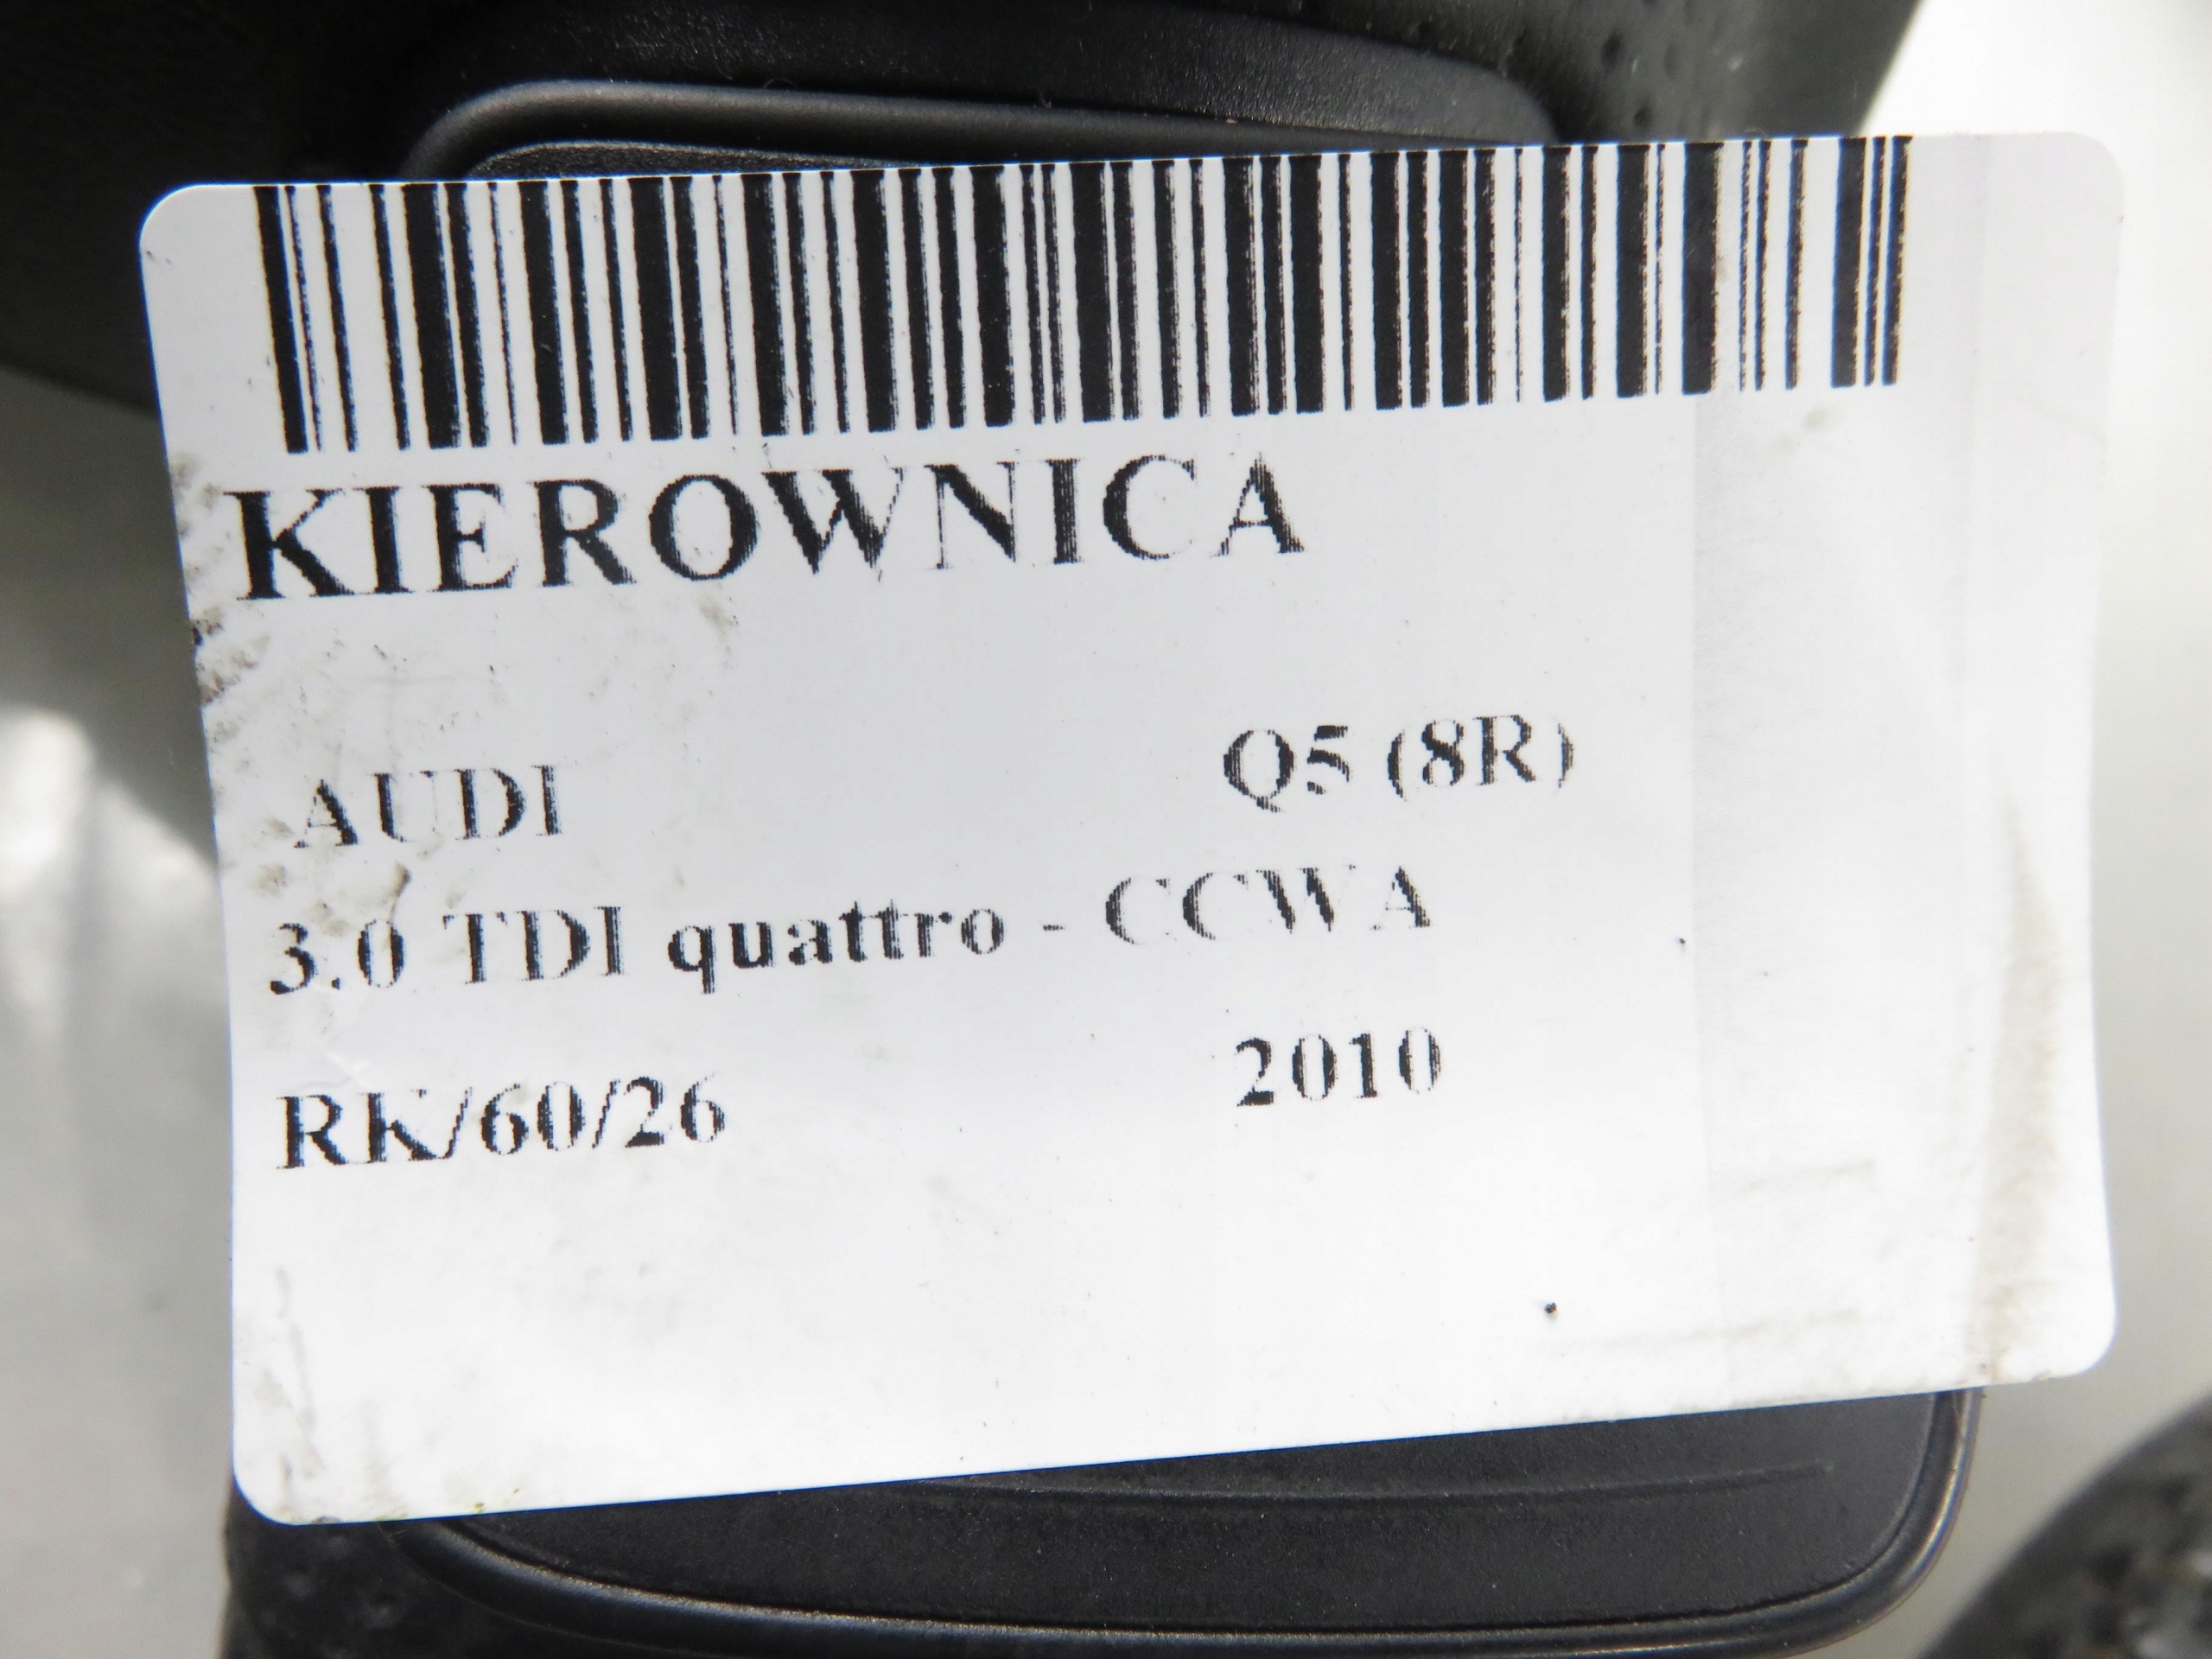 KIEROWNICA
AUDI Q5 (8R)
3.0 TDI quattro - CCWA
RK/60/26 2010